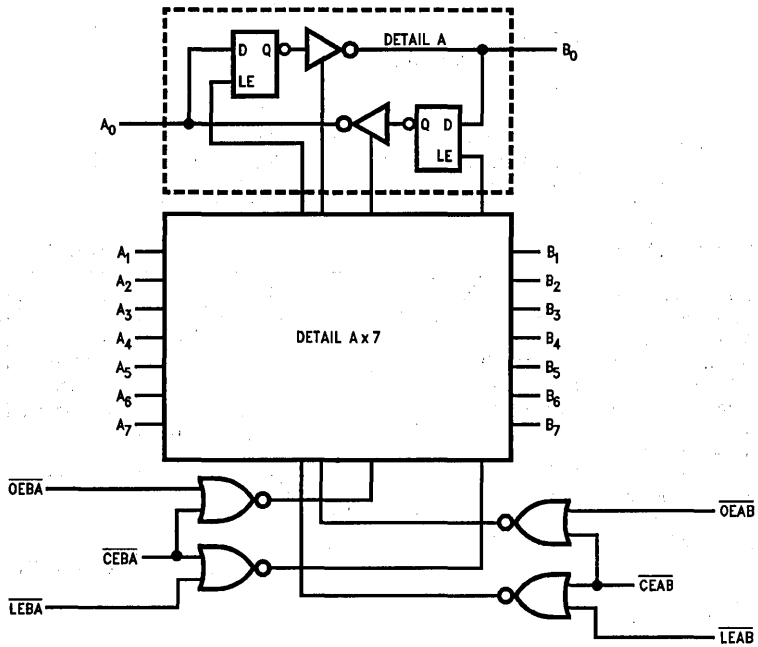 DETAIL A
D Q
LE
B0
A0
Q D
LE
A1 B1
A2 B2
A3 B3
DETAIL A x 7
A4 B4
A5 B5
A6 B6
A7 B7
OEBA
OEAB
CEBA
CEAB
LEBA
LEAB